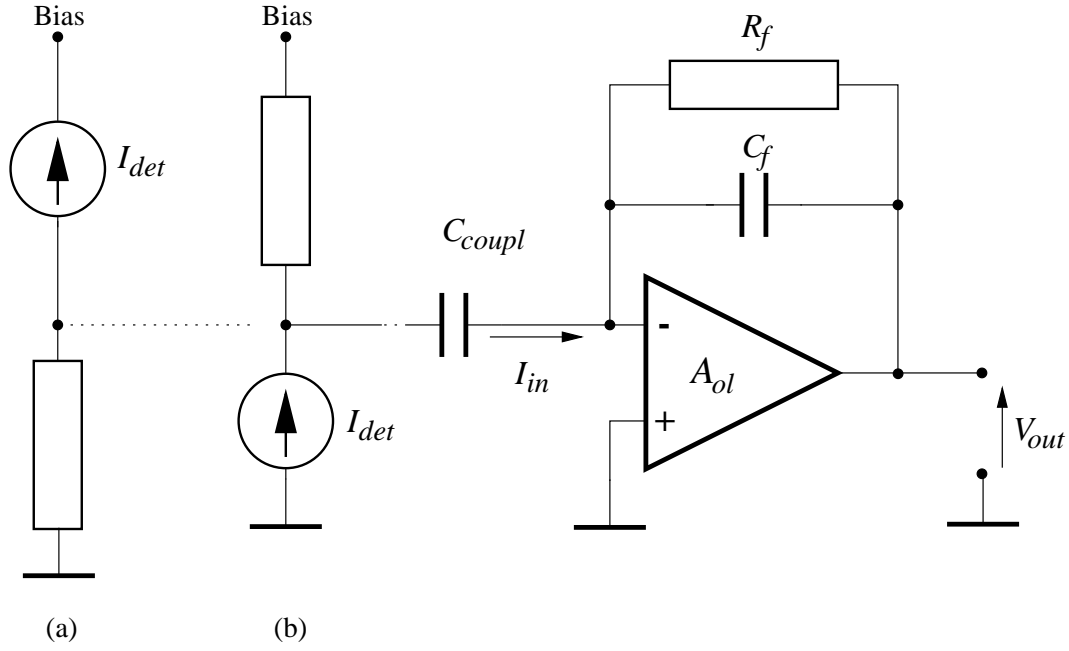 Bias
Bias
R_f
I_det
C_f
C_coupl
-
I_in
A_ol
I_det
+
V_out
(a)
(b)